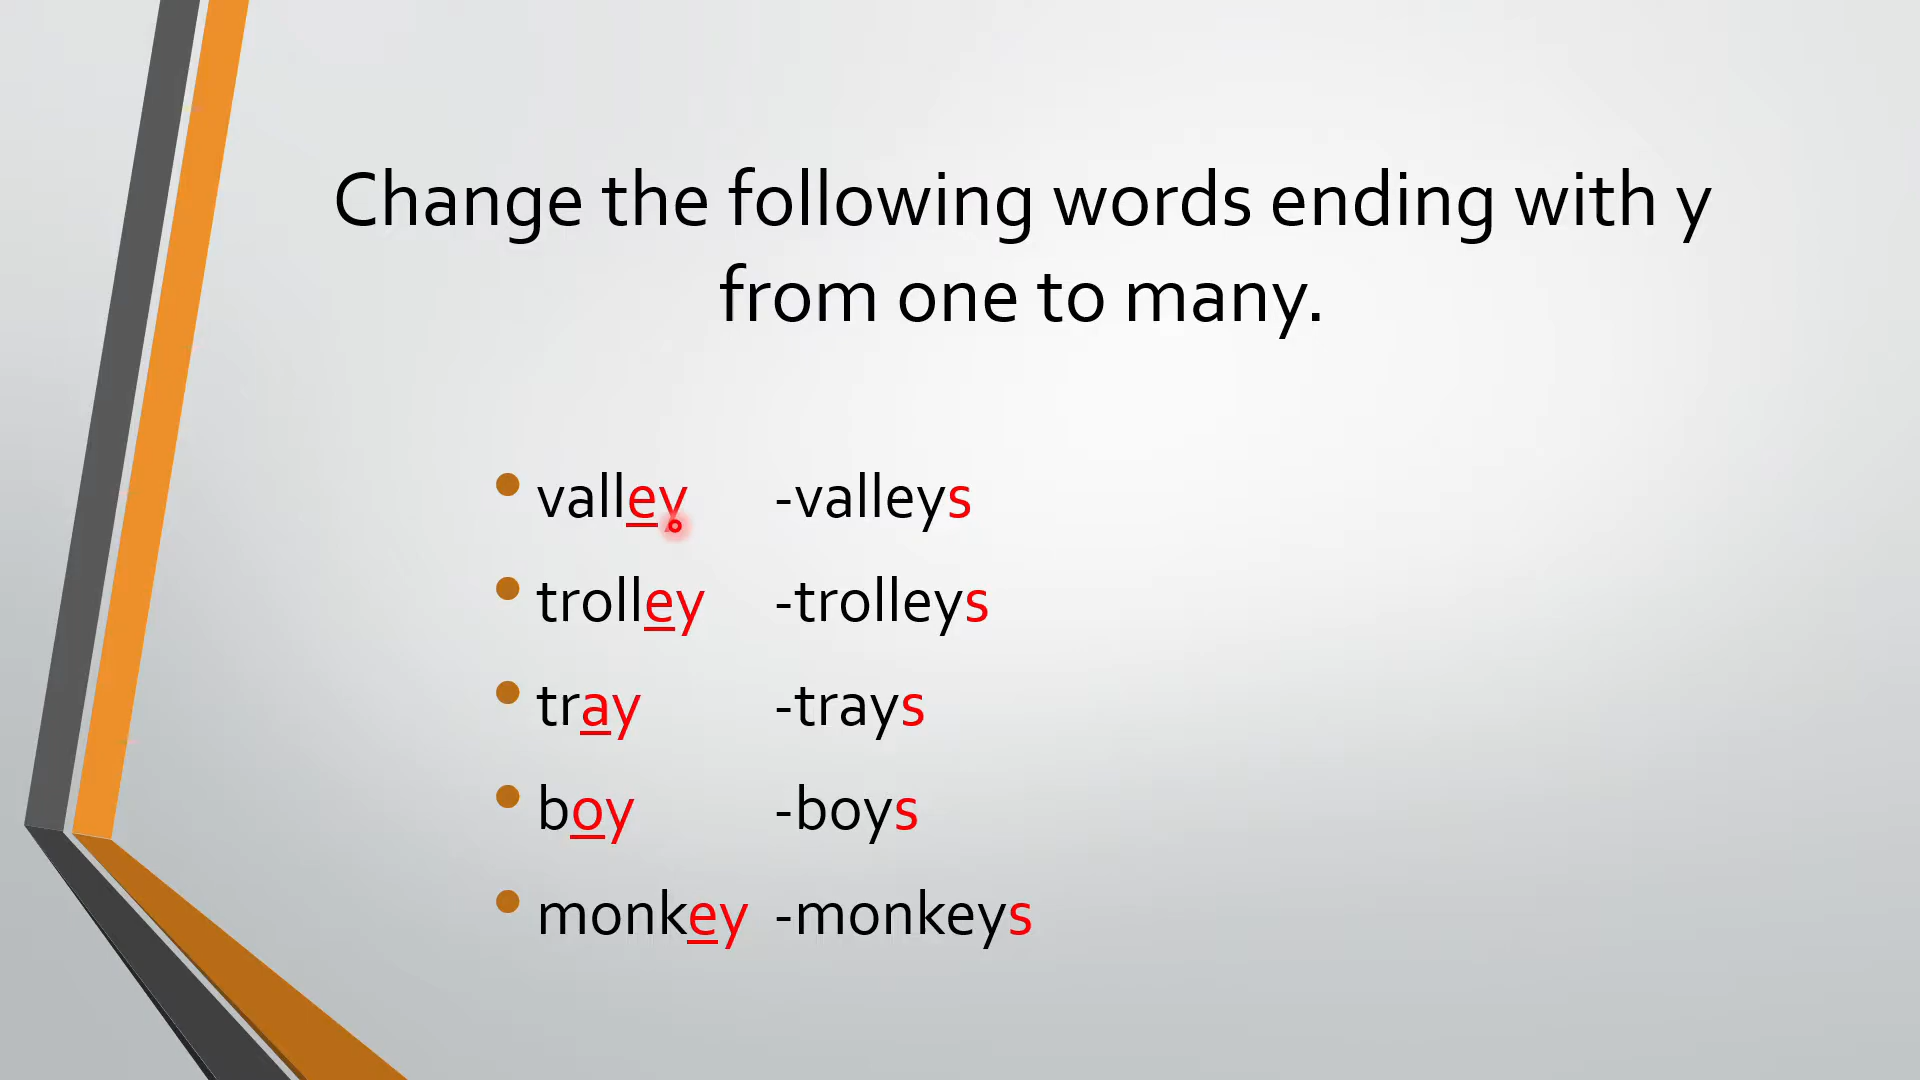 Change the following words ending with y
from one to many.
• valley -valleys
• trolley -trolleys
• tray -trays
• boy -boys
• monkey -monkeys